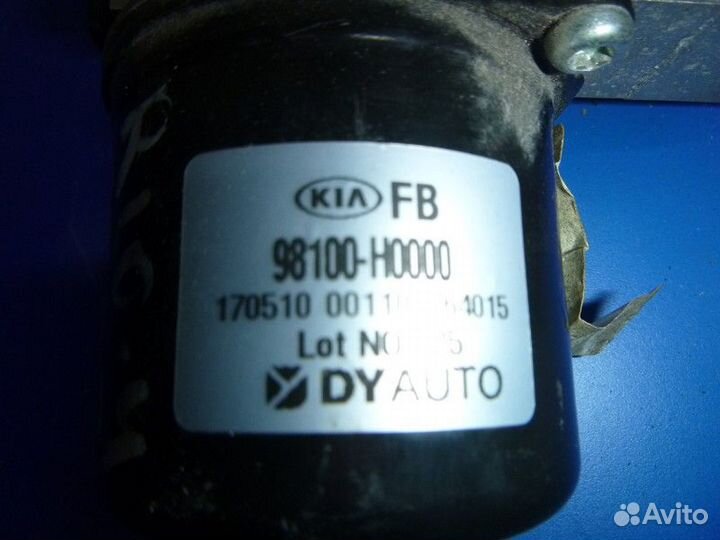 KIA FB
98100-H0000
170510
Lot
DY AUTO
Avito